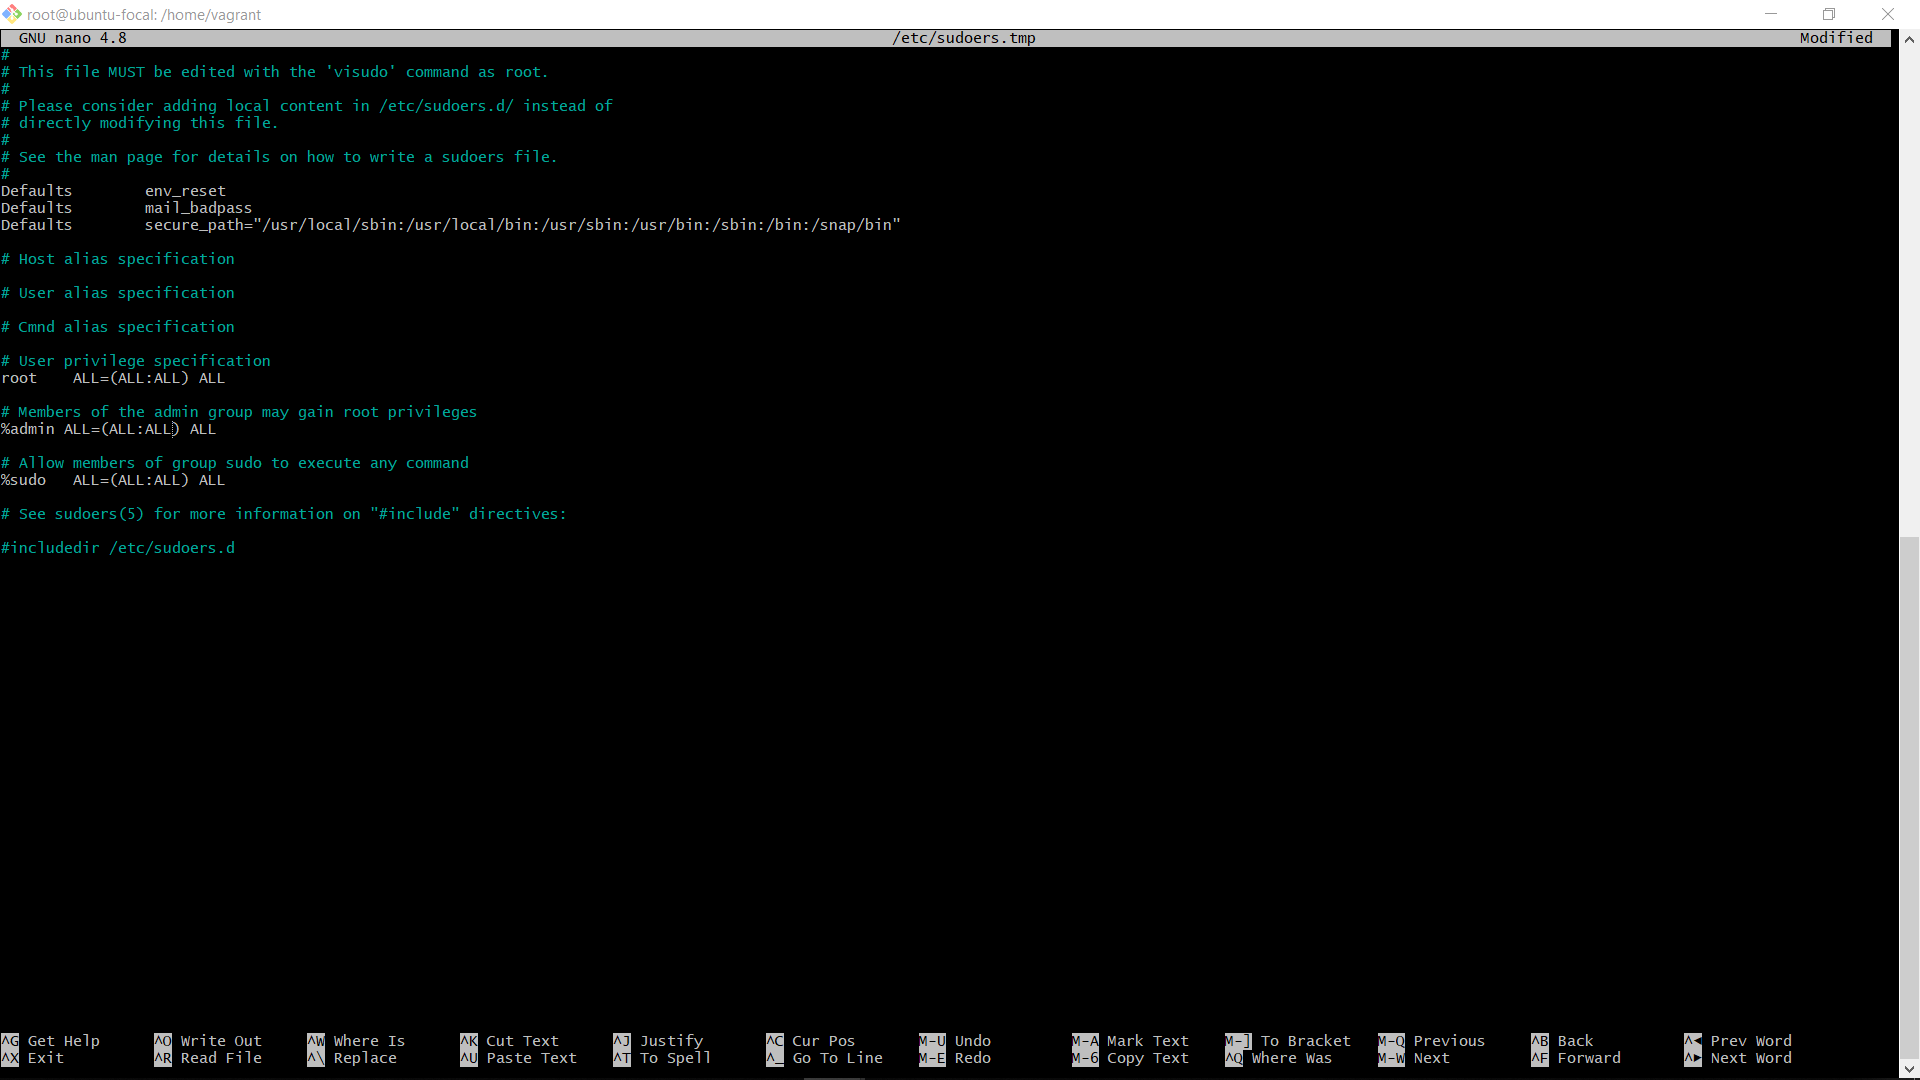 root@ubuntu-focal: /home/vagrant
GNU nano 4.8 /etc/sudoers.tmp Modified
#
# This file MUST be edited with the 'visudo' command as root.
#
# Please consider adding local content in /etc/sudoers.d/ instead of
# directly modifying this file.
#
# See the man page for details on how to write a sudoers file.
#
Defaults        env_reset
Defaults        mail_badpass
Defaults        secure_path="/usr/local/sbin:/usr/local/bin:/usr/sbin:/usr/bin:/sbin:/bin:/snap/bin"
# Host alias specification
# User alias specification
# Cmnd alias specification
# User privilege specification
root    ALL=(ALL:ALL) ALL
# Members of the admin group may gain root privileges
%admin ALL=(ALL:ALL) ALL
# Allow members of group sudo to execute any command
%sudo   ALL=(ALL:ALL) ALL
# See sudoers(5) for more information on "#include" directives:
#includedir /etc/sudoers.d
^G Get Help ^O Write Out ^W Where Is ^K Cut Text ^J Justify ^C Cur Pos M-U Undo M-A Mark Text M-] To Bracket M-Q Previous ^B Back ^◄ Prev Word
^X Exit ^R Read File ^\ Replace ^U Paste Text ^T To Spell ^_ Go To Line M-E Redo M-6 Copy Text ^Q Where Was M-W Next ^F Forward ^► Next Word